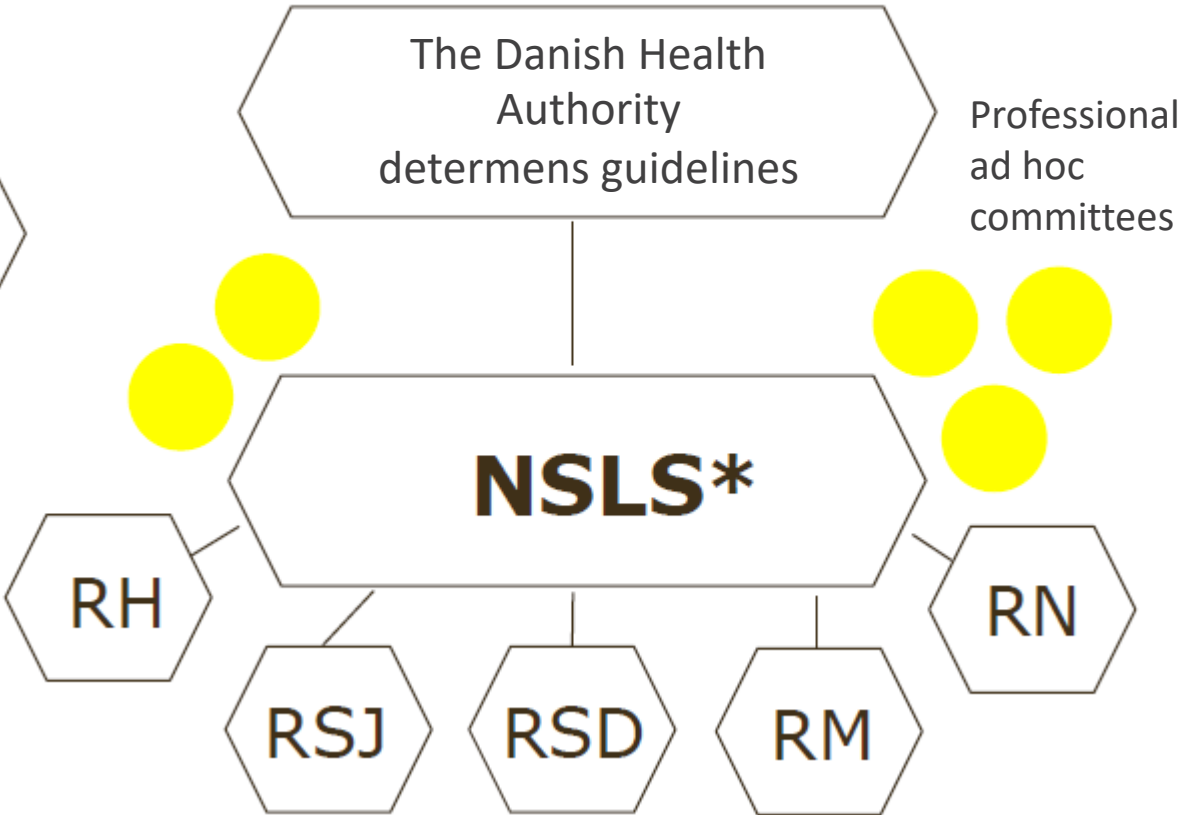 The Danish Health
Authority
determens guidelines
Professional
ad hoc
committees
NSLS*
RH
RN
RSJ
RSD
RM